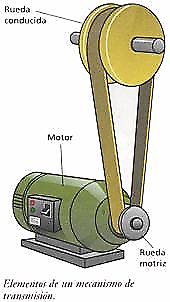 Rueda
conducida
Motor
Rueda
motriz
Elementos de un mecanismo de
transmisión.